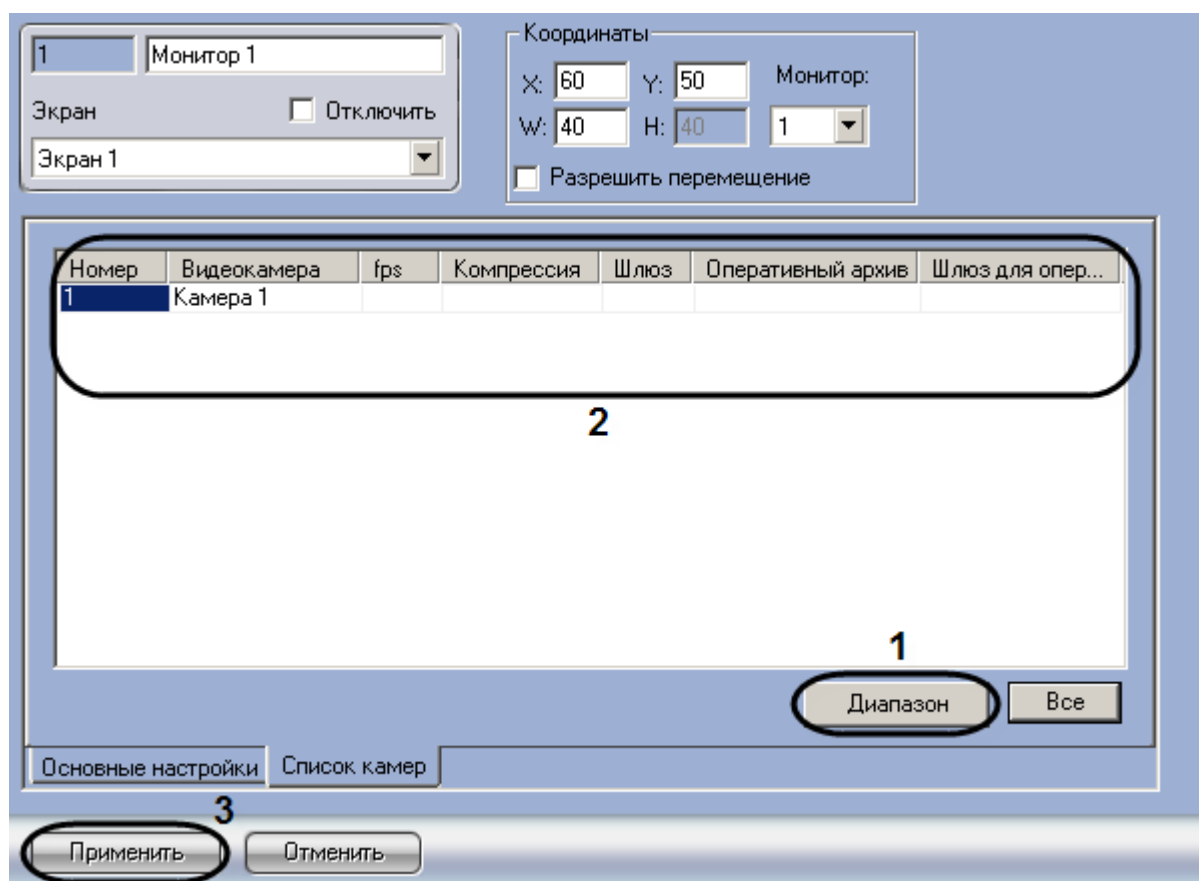 1 Монитор 1
Экран Отключить
Экран 1
Координаты
X: 60 Y: 50 Монитор:
W: 40 H: 40 1
Разрешить перемещение
Номер Видеокамера fps Компрессия Шлюз Оперативный архив Шлюз для опер...
1 Камера 1
2
1
Диапазон Все
Основные настройки Список камер
3
Применить Отменить